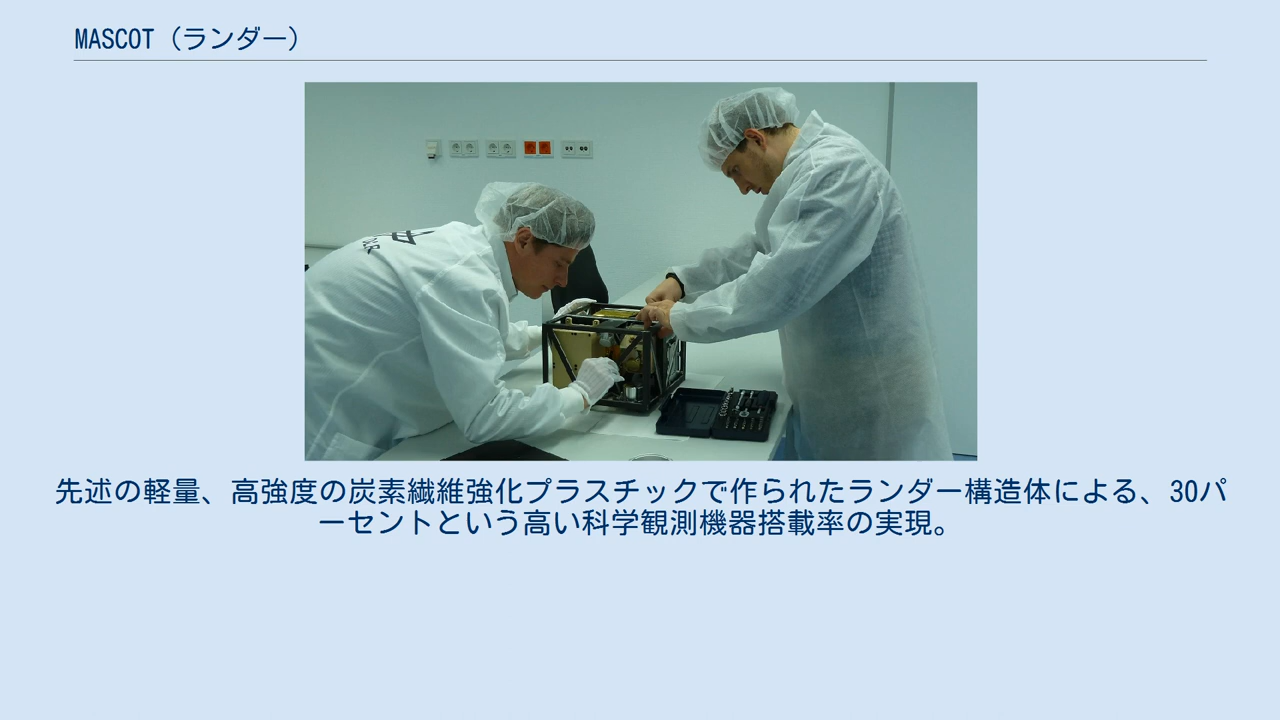 MASCOT（ランダー）
先述の軽量、高強度の炭素繊維強化プラスチックで作られたランダー構造体による、30パ
ーセントという高い科学観測機器搭載率の実現。